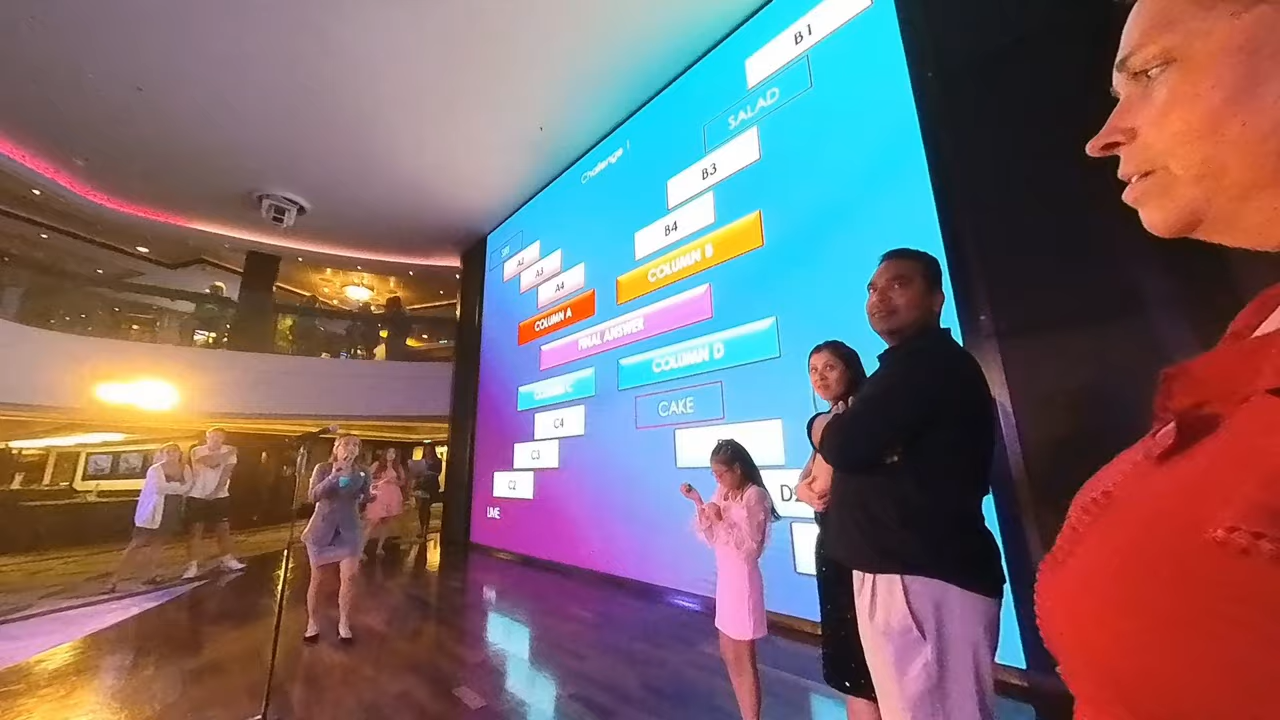 Challenge 1
B1
SALAD
B3
B4
COLUMN B
A2
A3
A4
COLUMN A
FINAL ANSWER
COLUMN C
C4
C3
C2
LIME
COLUMN D
CAKE